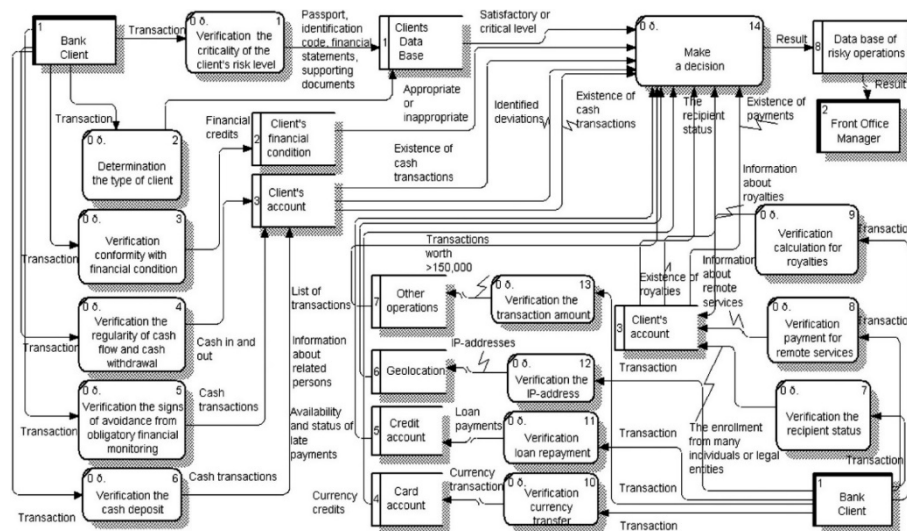 1
Bank
Client
Transaction
0 ð.
1
Verification the
criticality of the
client's risk level
Passport,
identification
code, financial
statements,
supporting
documents
1
Clients
Data
Base
Satisfactory or
critical level
0 ð.
14
Make
a decision
Result
8
Data base of
risky operations
Result
2
Front Office
Manager
Transaction
0 ð.
2
Determination
the type of client
Financial
credits
Appropriate
or
inappropriate
2
Client's
financial
condition
Identified
deviations
Existence of
cash
transactions
The
recipient
status
Existence of
payments
Existence of
cash
transactions
3
Client's
account
0 ð.
3
Verification
conformity with
financial condition
Transaction
Information
about
royalties
0 ð.
9
Verification
calculation for
royalties
Transaction
Transactions
worth
>150,000
Existence of
royalties
Information
about
remote
services
0 ð.
4
Verification the
regularity of cash
flow and cash
withdrawal
Transaction
Cash in and
out
List of
transactions
7
Other
operations
0 ð.
13
Verification the
transaction amount
3
Client's
account
0 ð.
8
Verification
payment for
remote services
Transaction
Information
about
related
persons
IP-addresses
Transaction
6
Geolocation
0 ð.
12
Verification
the IP-address
0 ð.
5
Verification the signs
of avoidance from
obligatory financial
monitoring
Transaction
Cash
transactions
0 ð.
7
Verification the
recipient status
Transaction
Availability
and status of
late
payments
5
Credit
account
Loan
payments
0 ð.
11
Verification
loan repayment
Transaction
The enrollment
from many
individuals or legal
entities
0 ð.
6
Verification the
cash deposit
Transaction
Cash transactions
Currency
credits
4
Card
account
Currency
transaction
0 ð.
10
Verification
currency
transfer
Transaction
Transaction
1
Bank
Client